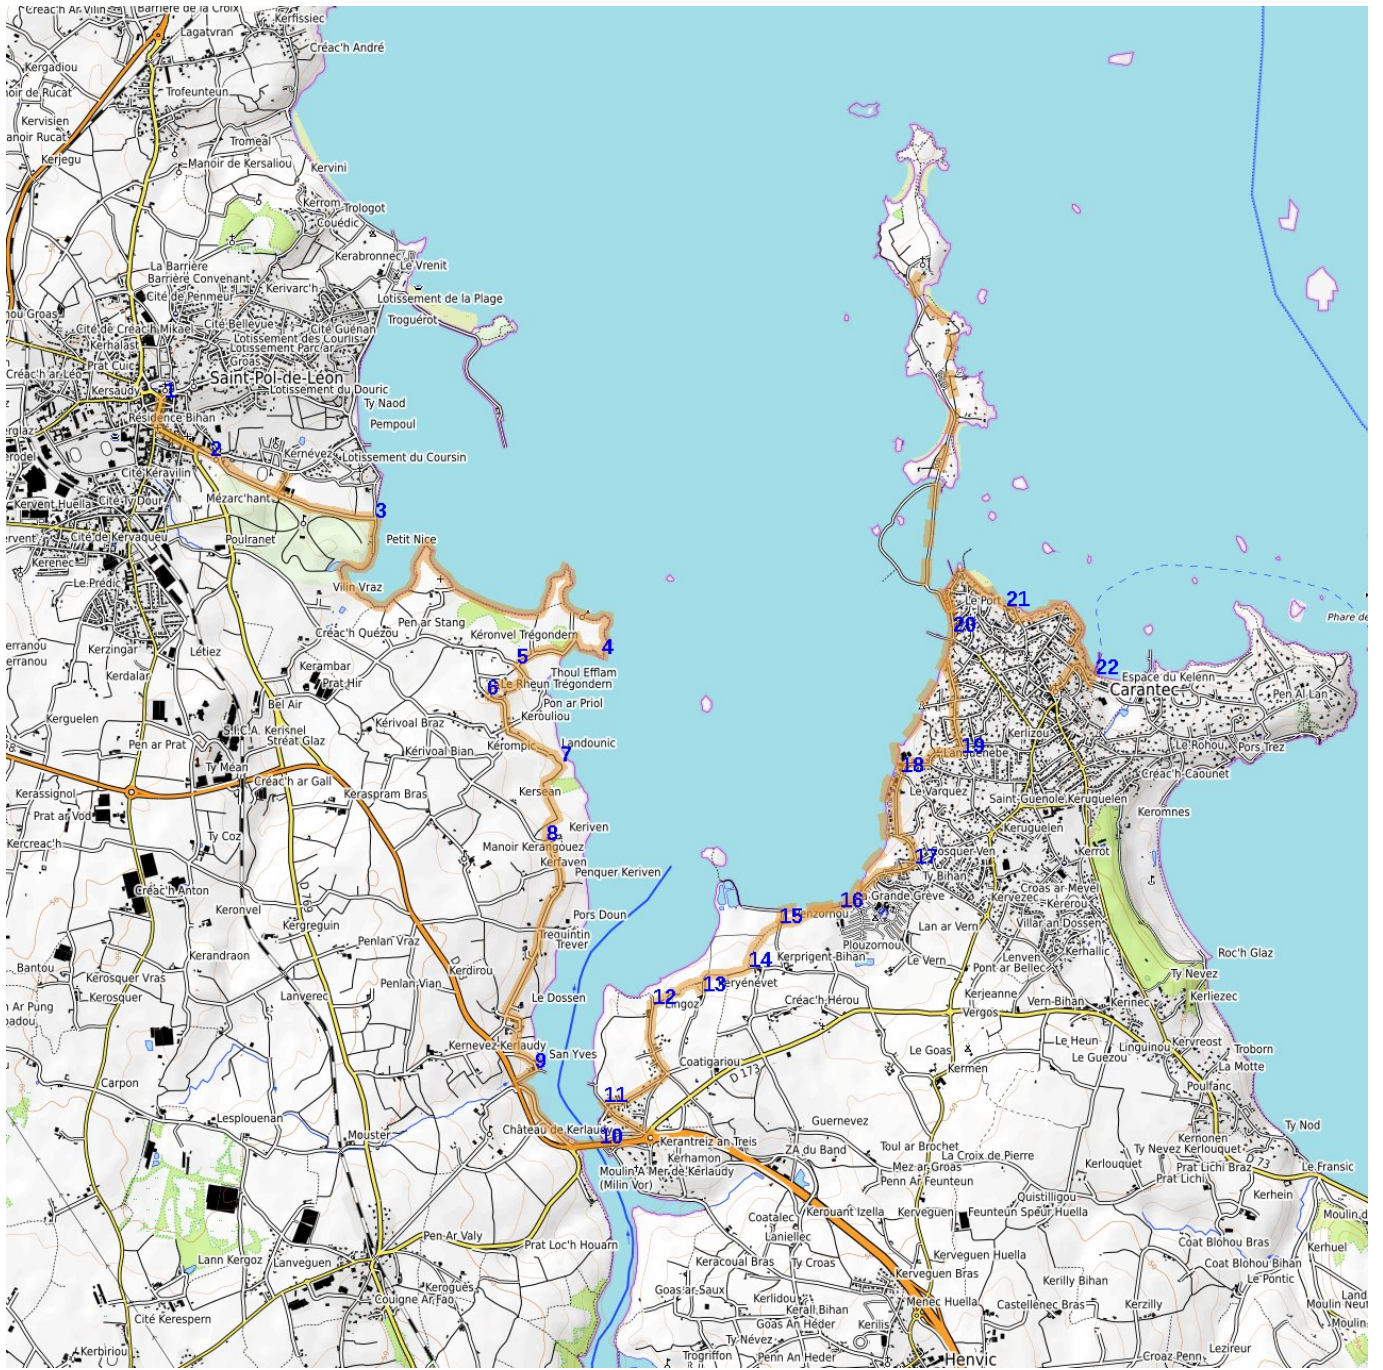 Créac'h Ar Vilin
Barrière de la Croix
Kerfissiec
Lagatvran
Créac'h André
Kergadiou
Trofeunteun
Kervisien
Kerjegu
Tromeal
Manoir de Kersaliou
Kervini
Kerrom
Trologot
Couédic
Kerabronnec
Le Vrenit
La Barrière
Barrière Convenant
Cité de Penmeur
Kerivarc'h
Lotissement de la Plage
Troguérot
Cité de Créac'h Mikael
Cité Bellevue
Cité Guénan
Kerhalast
Lotissement des Courlis
Lotissement Parc ar
Groas
Prat Cuic
Créac'h ar Léo
Saint-Pol-de-Léon
Kersaudy
1
Lotissement du Douric
Ty Naod
Résidence Bihan
Pempoul
2
Kernévez
Lotissement du Coursin
Cité Kéravilin
Mézarc'hant
Cité Ty Dour
Kervent Huella
3
Cité de Kervaqueu
Poulranet
Petit Nice
Kerenec
Le Prédic
Vilin Vraz
Pen ar Stang
Créac'h Quézou
Kéronvel Trégondern
4
Kerzingar
Létiez
5
Kerdalar
Kerambar
Prat Hir
Thoul Efflam
6
Le Rheun Trégondern
Pon ar Priol
Kerguelen
Bel Air
Kérivoal Braz
Kerouliou
S.I.C.A. Kerisnel
Stréat Glaz
Pen ar Prat
Kérivoal Bian
Kérompic
Landounic
7
Ty Mean
Créac'h ar Gall
Kerassignol
Keraspram Bras
Kersean
Prat ar Vod
Ty Coz
Keriven
8
Kercreac'h
Manoir Kerangouez
Kerfaven
Penquer Keriven
Créac'h Anton
D 769
Keronvel
Pors Doun
Kergreguin
Penlan Vraz
Trequintin
Trever
Kerandraon
Bantou
Kerosquer Vras
Kerdirou
Penlan-Vian
Kerosquer
Lanverec
Le Dossen
Kernevez-Kerlaudy
9
San Yves
Carpon
Lesplouenan
Mouster
Château de Kerlaudy
10
11
Kerantreiz an Treis
Kerhamon
Moulin A Mer de Kerlaudy
(Milin Vor)
Pen Ar Valy
Prat Loc'h Houarn
Lann Kergoz
Lanveguen
Kerogues
Couigne Ar Fao
Cité Kerespern
Kerbiriou
Phare de
Le Port
21
20
22
Espace du Kelenn
Carantec
Pen Al Lan
Kerlizou
19
Languenebe
Le Rohou
Pors Trez
18
Créac'h-Caounet
Le Varquez
Saint-Guenole
Keruguelen
Keromnes
Keruguelen
17
Kerrot
Ty Bihan
Croas ar Mevel
Grande Grève
Kervezec
Kererou
16
15
Villar an Dossen
Lan ar Vern
Plouzornou
Kerhallic
Roc'h Glaz
14
Kerprigent-Bihan
Le Vern
Lenven
Pont ar Bellec
Ty Nevez
13
12
Lingoz
Créac'h Hérou
Kerjeanne
Vern-Bihan
Kerinec
Kerliezec
Vergos
Coatigariou
Le Goas
Le Heun
Le Guezou
Linguinou
Kervreost
Troborn
D 173
Kermen
La Motte
Poulfanc
Guernevez
Ty Nod
ZA du Band
Toul ar Brochet
La Croix de Pierre
Mez ar Groas
Penn Ar Feunteun
Kernonen
Ty Nevez Kerlouquet
D 73
Kerlouquet
Prat Lichi Braz
Prat Lichi
Le Fransic
Kerhein
Quistilligou
Kerouant Izella
Kerveguen
Feunteun Speur Huella
Coatalec
Laniellec
Kerveguen Huella
Coat Blohou Bras
Kerhuel
Keracoual Bras
Ty Croas
Kerveguen Bras
Kerilly Bihan
Coat Blohou Bihan
Le Pontic
Goas ar Saux
Kerlidou
Kerall Bihan
Menec Huella
Castellenec Bras
Kerzilly
Moulin Neuf
Goas An Héder
Kerilis
Ty Névez
Trogriffon
Penn An Heder
Henvic
Croaz Penn
Lezireur